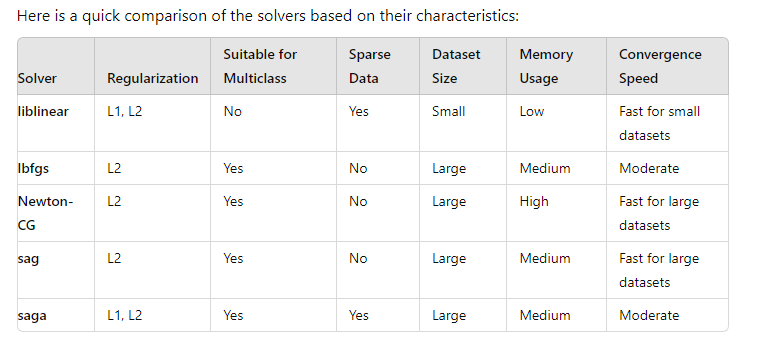 Here is a quick comparison of the solvers based on their characteristics:
Suitable for Sparse Dataset Memory Convergence
Solver Regularization Multiclass Data Size Usage Speed
liblinear L1, L2 No Yes Small Low Fast for small
datasets
lbfgs L2 Yes No Large Medium Moderate
Newton- L2 Yes No Large High Fast for large
CG datasets
sag L2 Yes No Large Medium Fast for large
datasets
saga L1, L2 Yes Yes Large Medium Moderate